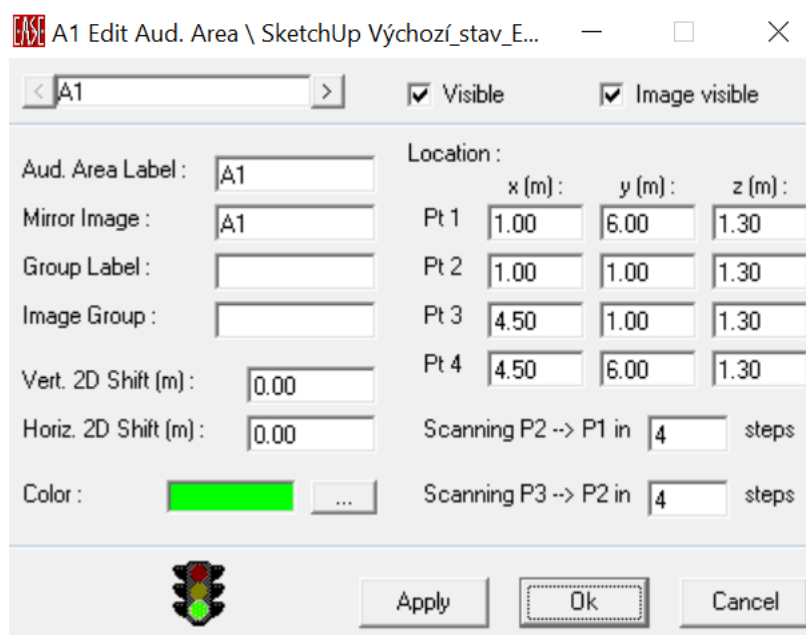 EASE A1 Edit Aud. Area \ SketchUp Výchozí_stav_E...
< A1 > Visible Image visible
Location :
x (m) : y (m) : z (m) :
Aud. Area Label : A1
Pt 1 1.00 6.00 1.30
Mirror Image : A1
Pt 2 1.00 1.00 1.30
Group Label :
Pt 3 4.50 1.00 1.30
Image Group :
Pt 4 4.50 6.00 1.30
Vert. 2D Shift (m) : 0.00
Horiz. 2D Shift (m) : 0.00
Scanning P2 --> P1 in 4 steps
Color : ...
Scanning P3 --> P2 in 4 steps
Apply Ok Cancel